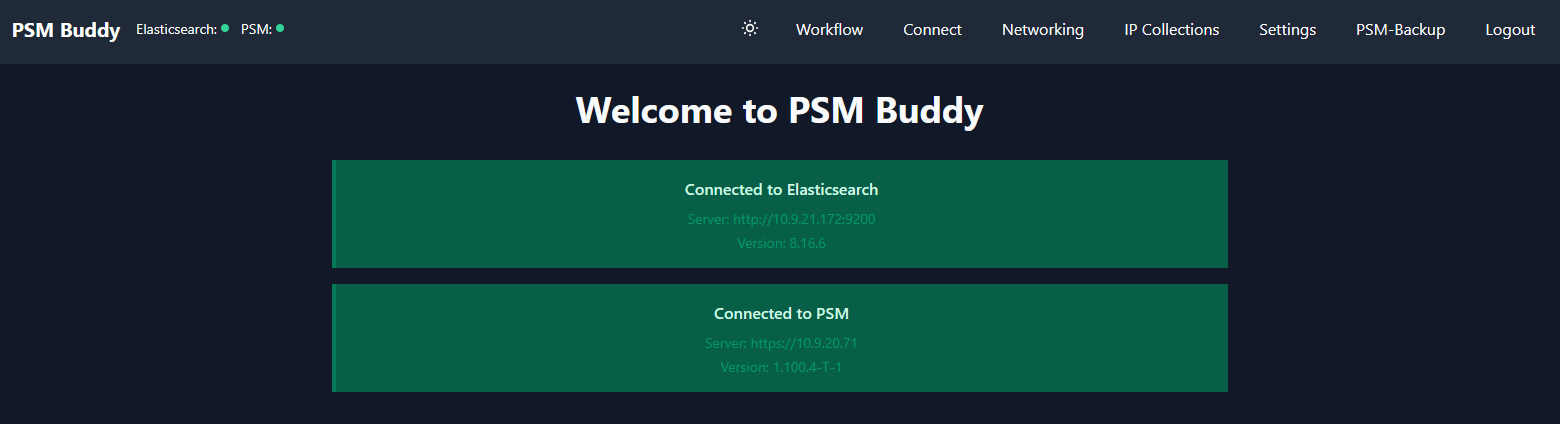 PSM Buddy Elasticsearch: PSM: Workflow Connect Networking IP Collections Settings PSM-Backup Logout
Welcome to PSM Buddy
Connected to Elasticsearch
Server: http://10.9.21.172:9200
Version: 8.16.6
Connected to PSM
Server: https://10.9.20.71
Version: 1.100.4-T-1